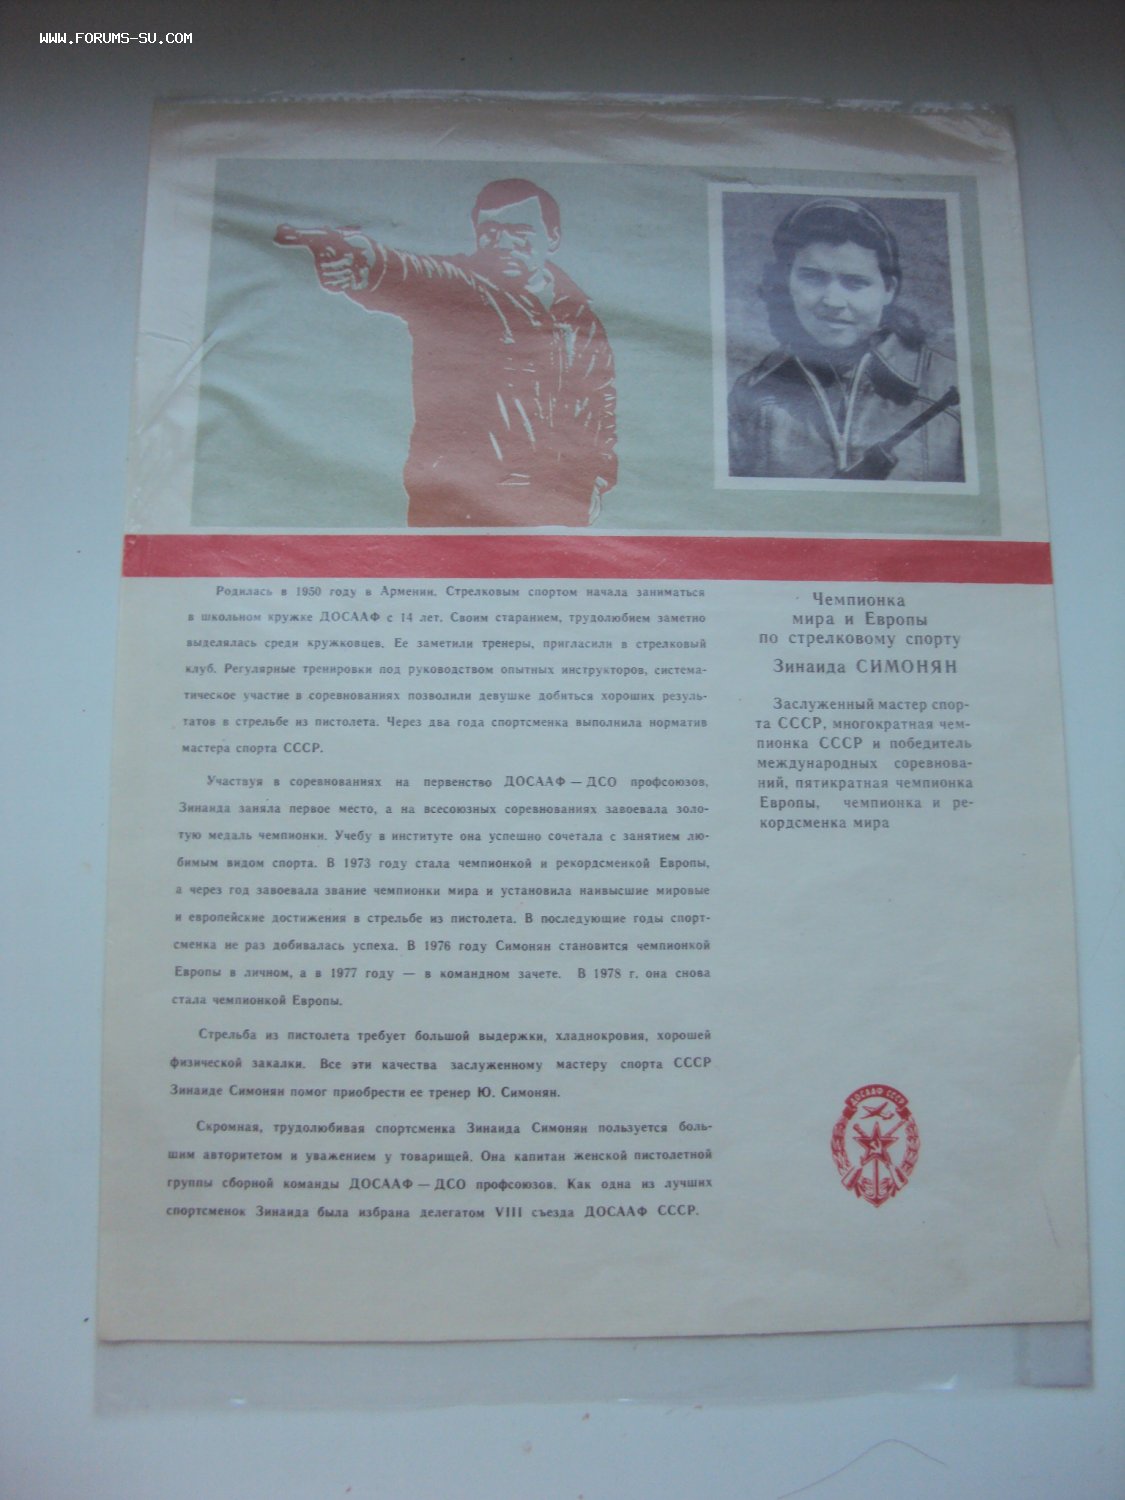 WWW.FORUMS-SU.COM
Родилась в 1950 году в Армении. Стрелковым спортом начала заниматься
в школьном кружке ДОСААФ с 14 лет. Своим старанием, трудолюбием заметно
выделялась среди кружковцев. Ее заметили тренеры, пригласили в стрелковый
клуб. Регулярные тренировки под руководством опытных инструкторов, система-
тическое участие в соревнованиях позволили девушке добиться хороших резуль-
татов в стрельбе из пистолета. Через два года спортсменка выполнила норматив
мастера спорта СССР.
Участвуя в соревнованиях на первенство ДОСААФ — ДСО профсоюзов,
Зинаида заняла первое место, а на всесоюзных соревнованиях завоевала золо-
тую медаль чемпионки. Учебу в институте она успешно сочетала с занятием лю-
бимым видом спорта. В 1973 году стала чемпионкой и рекордсменкой Европы,
а через год завоевала звание чемпионки мира и установила наивысшие мировые
и европейские достижения в стрельбе из пистолета. В последующие годы спорт-
сменка не раз добивалась успеха. В 1976 году Симонян становится чемпионкой
Европы в личном, а в 1977 году — в командном зачете. В 1978 г. она снова
стала чемпионкой Европы.
Стрельба из пистолета требует большой выдержки, хладнокровия, хорошей
физической закалки. Все эти качества заслуженному мастеру спорта СССР
Зинаиде Симонян помог приобрести ее тренер Ю. Симонян.
Скромная, трудолюбивая спортсменка Зинаида Симонян пользуется боль-
шим авторитетом и уважением у товарищей. Она капитан женской пистолетной
группы сборной команды ДОСААФ — ДСО профсоюзов. Как одна из лучших
спортсменок Зинаида была избрана делегатом VIII съезда ДОСААФ СССР.
Чемпионка
мира и Европы
по стрелковому спорту
Зинаида СИМОНЯН
Заслуженный мастер спор-
та СССР, многократная чем-
пионка СССР и победитель
международных соревнова-
ний, пятикратная чемпионка
Европы, чемпионка и ре-
кордсменка мира
ДОСААФ СССР